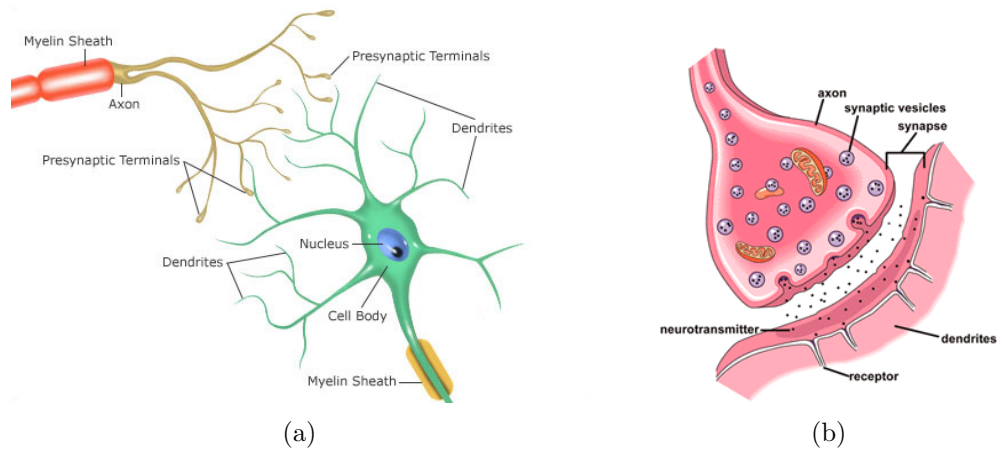 Myelin Sheath
Axon
Presynaptic Terminals
Dendrites
Presynaptic Terminals
Nucleus
Dendrites
Cell Body
Myelin Sheath
(a)
axon
synaptic vesicles
synapse
neurotransmitter
dendrites
receptor
(b)